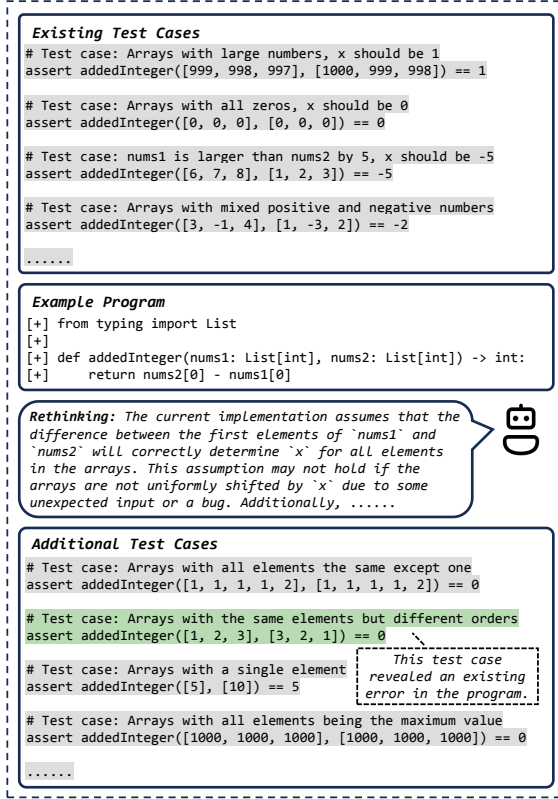 Existing Test Cases
# Test case: Arrays with large numbers, x should be 1
assert addedInteger([999, 998, 997], [1000, 999, 998]) == 1
# Test case: Arrays with all zeros, x should be 0
assert addedInteger([0, 0, 0], [0, 0, 0]) == 0
# Test case: nums1 is larger than nums2 by 5, x should be -5
assert addedInteger([6, 7, 8], [1, 2, 3]) == -5
# Test case: Arrays with mixed positive and negative numbers
assert addedInteger([3, -1, 4], [1, -3, 2]) == -2
......
Example Program
[+] from typing import List
[+]
[+] def addedInteger(nums1: List[int], nums2: List[int]) -> int:
[+]     return nums2[0] - nums1[0]
Rethinking: The current implementation assumes that the
difference between the first elements of `nums1` and
`nums2` will correctly determine `x` for all elements
in the arrays. This assumption may not hold if the
arrays are not uniformly shifted by `x` due to some
unexpected input or a bug. Additionally, ......
Additional Test Cases
# Test case: Arrays with all elements the same except one
assert addedInteger([1, 1, 1, 1, 2], [1, 1, 1, 1, 2]) == 0
# Test case: Arrays with the same elements but different orders
assert addedInteger([1, 2, 3], [3, 2, 1]) == 0
This test case
revealed an existing
error in the program.
# Test case: Arrays with a single element
assert addedInteger([5], [10]) == 5
# Test case: Arrays with all elements being the maximum value
assert addedInteger([1000, 1000, 1000], [1000, 1000, 1000]) == 0
......